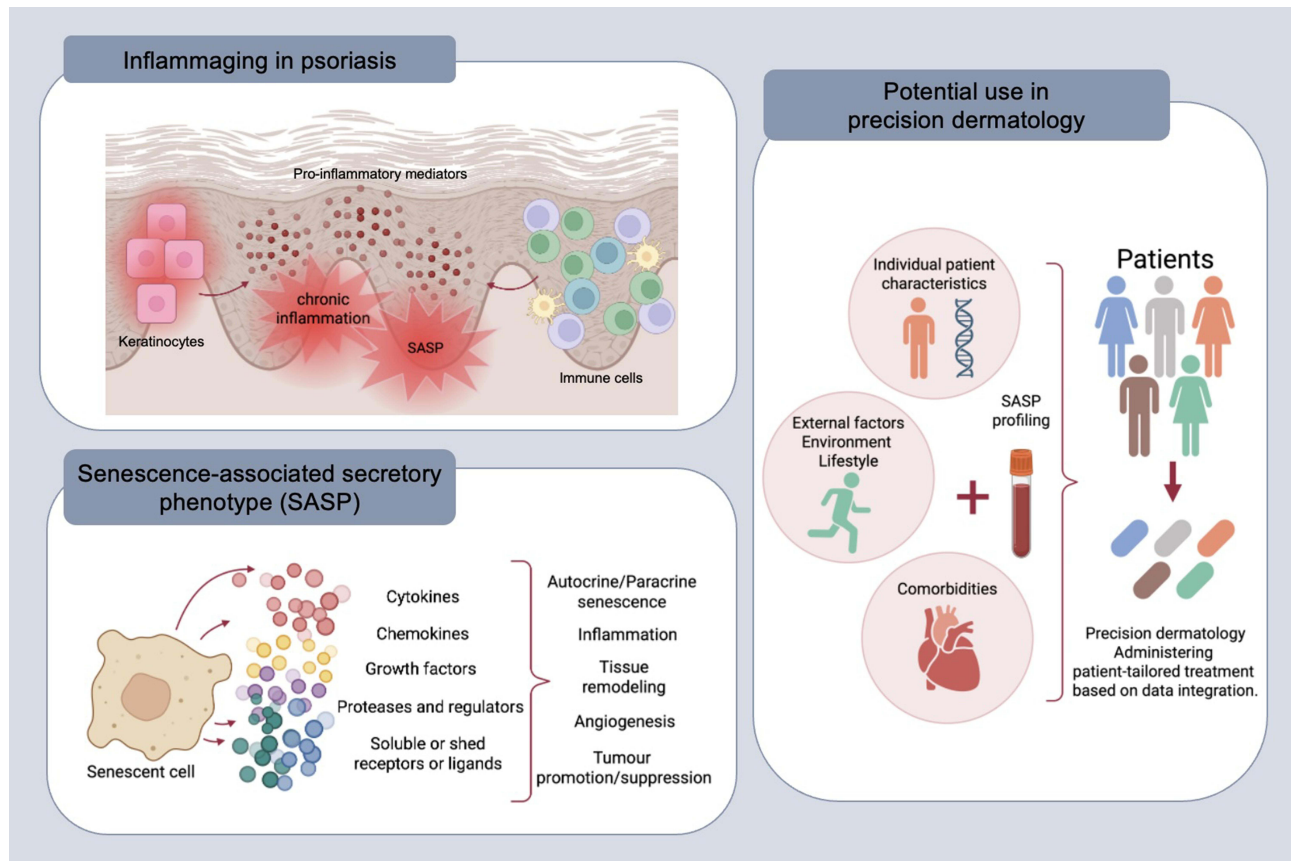 Inflammaging in psoriasis
Pro-inflammatory mediators
chronic
inflammation
SASP
Keratinocytes
Immune cells
Senescence-associated secretory
phenotype (SASP)
Senescent cell
Cytokines
Chemokines
Growth factors
Proteases and regulators
Soluble or shed
receptors or ligands
Autocrine/Paracrine
senescence
Inflammation
Tissue
remodeling
Angiogenesis
Tumour
promotion/suppression
Potential use in
precision dermatology
Individual patient
characteristics
External factors
Environment
Lifestyle
Comorbidities
+
SASP
profiling
Patients
Precision dermatology
Administering
patient-tailored treatment
based on data integration.